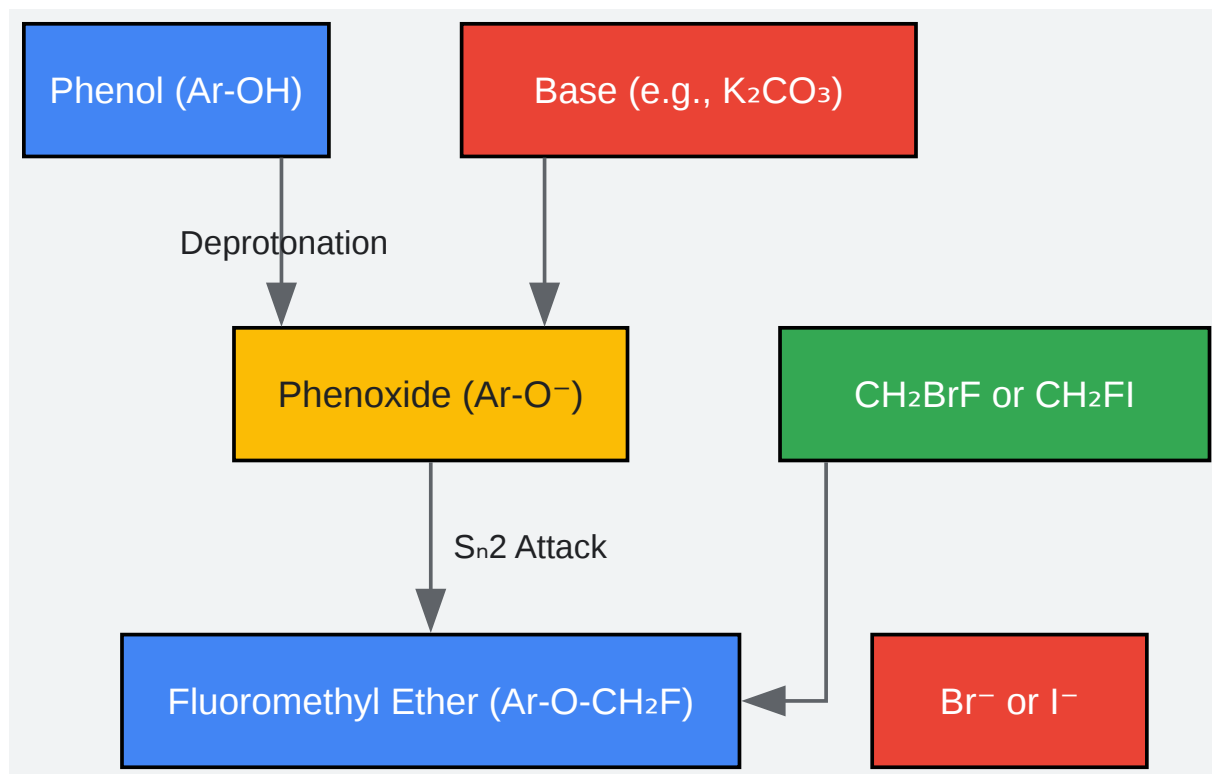 Phenol (Ar-OH)
Base (e.g., K₂CO₃)
Deprotonation
Phenoxide (Ar-O⁻)
CH₂BrF or CH₂FI
Sₙ2 Attack
Fluoromethyl Ether (Ar-O-CH₂F)
Br⁻ or I⁻